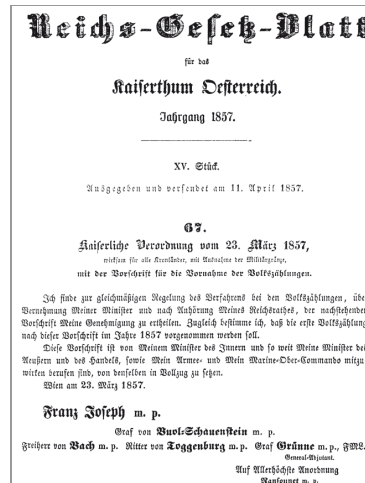 Reichs-Gesetz-Blatt
für das
Kaiserthum Oesterreich.
Jahrgang 1857.
XV. Stück.
Ausgegeben und versendet am 11. April 1857.
67.
Kaiserliche Verordnung vom 23. März 1857,
wirksam für alle Kronländer, mit Ausnahme der Militärgränze,
mit der Vorschrift für die Vornahme der Volkszählungen.
Ich finde zur gleichmäßigen Regelung des Verfahrens bei den Volkszählungen, übe
Vernehmung Meiner Minister und nach Anhörung Meines Reichsrathes, der nachstehenden
Vorschrift Meine Genehmigung zu ertheilen. Zugleich bestimme ich, daß die erste Volkszählung
nach dieser Vorschrift im Jahre 1857 vorgenommen werden soll.
Diese Vorschrift ist von Meinem Minister des Innern und so weit Meine Minister des
Aeußern und des Handels, sowie Mein Armee- und Mein Marine-Ober-Commando mitzu
wirken berufen sind, von denselben in Vollzug zu setzen.
Wien am 23. März 1857.
Franz Joseph m. p.
Graf von Buol-Schauenstein m. p.
Freiherr von Bach m. p. Ritter von Toggenburg m. p. Graf Grünne m. p., FML.
General-Adjutant.
Auf Allerhöchste Anordnung
Ransonnet m. p.